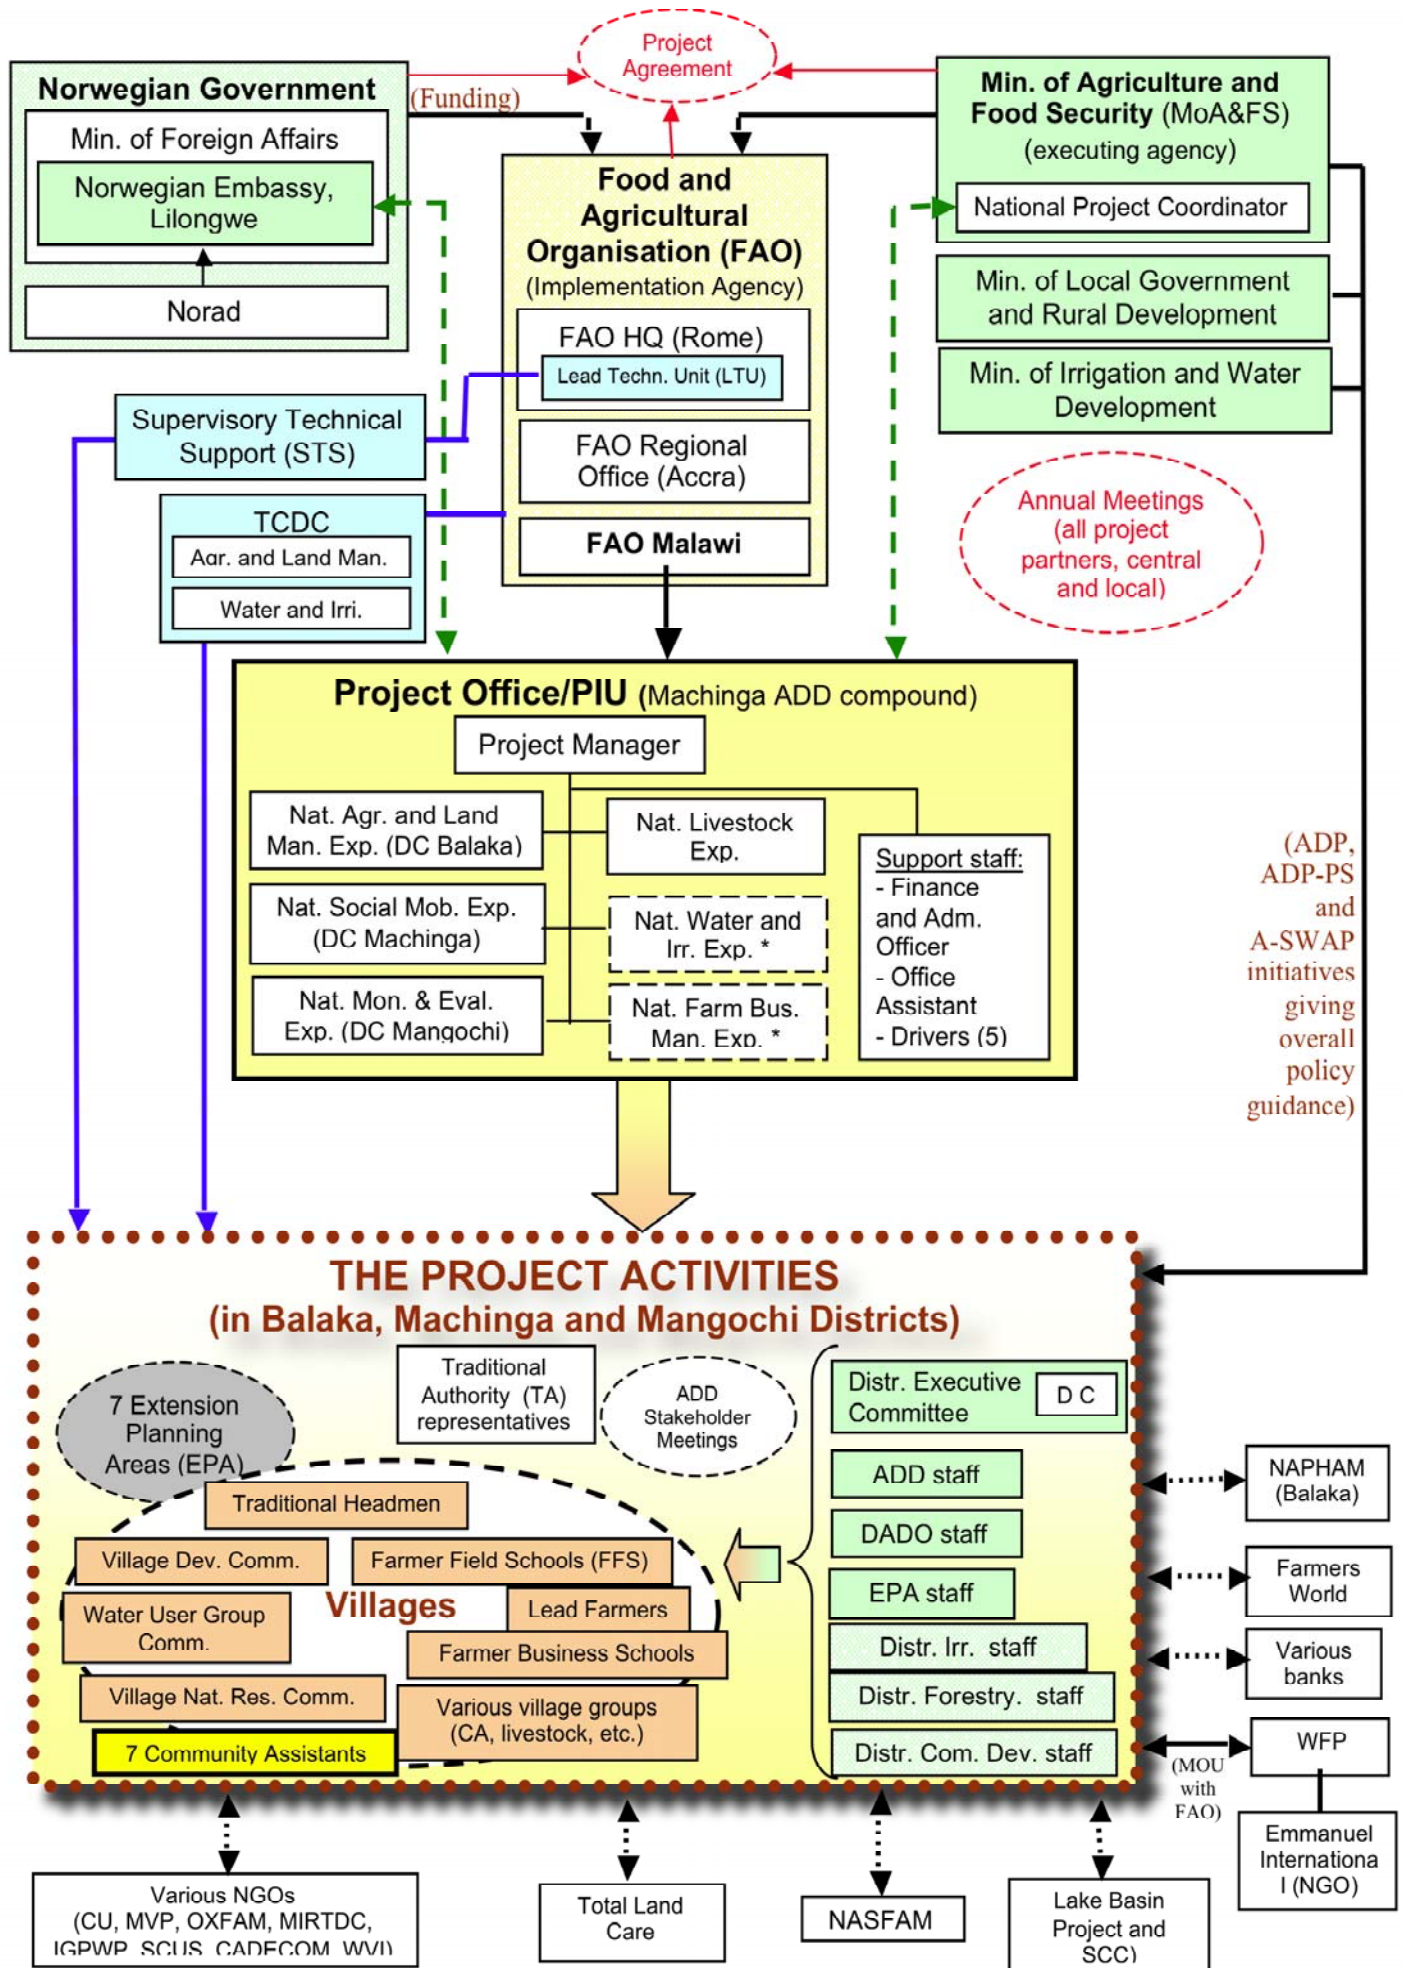 Project
Agreement
Norwegian Government
(Funding)
Min. of Foreign Affairs
Norwegian Embassy,
Lilongwe
Norad
Min. of Agriculture and
Food Security (MoA&FS)
(executing agency)
National Project Coordinator
Food and
Agricultural
Organisation (FAO)
(Implementation Agency)
FAO HQ (Rome)
Lead Techn. Unit (LTU)
FAO Regional
Office (Accra)
FAO Malawi
Min. of Local Government
and Rural Development
Min. of Irrigation and Water
Development
Supervisory Technical
Support (STS)
TCDC
Agr. and Land Man.
Water and Irri.
Annual Meetings
(all project
partners, central
and local)
Project Office/PIU (Machinga ADD compound)
Project Manager
Nat. Agr. and Land
Man. Exp. (DC Balaka)
Nat. Livestock
Exp.
Nat. Social Mob. Exp.
(DC Machinga)
Nat. Water and
Irr. Exp. *
Nat. Mon. & Eval.
Exp. (DC Mangochi)
Nat. Farm Bus.
Man. Exp. *
Support staff:
- Finance
and Adm.
Officer
- Office
Assistant
- Drivers (5)
(ADP,
ADP-PS
and
A-SWAP
initiatives
giving
overall
policy
guidance)
THE PROJECT ACTIVITIES
(in Balaka, Machinga and Mangochi Districts)
7 Extension
Planning
Areas (EPA)
Traditional
Authority (TA)
representatives
ADD
Stakeholder
Meetings
Distr. Executive
Committee
D C
ADD staff
DADO staff
EPA staff
Distr. Irr. staff
Distr. Forestry. staff
Distr. Com. Dev. staff
Traditional Headmen
Village Dev. Comm.
Farmer Field Schools (FFS)
Villages
Lead Farmers
Water User Group
Comm.
Farmer Business Schools
Village Nat. Res. Comm.
Various village groups
(CA, livestock, etc.)
7 Community Assistants
NAPHAM
(Balaka)
Farmers
World
Various
banks
WFP
(MOU
with
FAO)
Emmanuel
Internationa
l (NGO)
Various NGOs
(CU, MVP, OXFAM, MIRTDC,
IGPWP, SCUS, CADECOM, WVI)
Total Land
Care
NASFAM
Lake Basin
Project and
SCC)